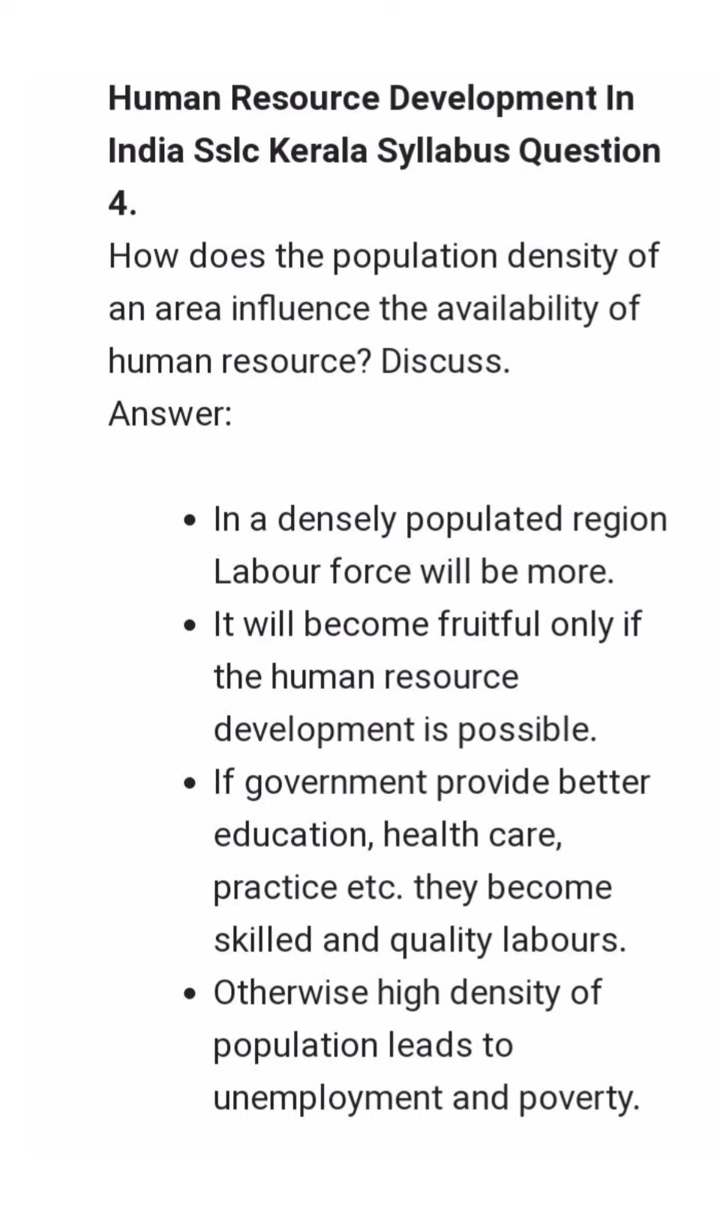 Human Resource Development In
India Sslc Kerala Syllabus Question
4.
How does the population density of
an area influence the availability of
human resource? Discuss.
Answer:
• In a densely populated region
Labour force will be more.
• It will become fruitful only if
the human resource
development is possible.
• If government provide better
education, health care,
practice etc. they become
skilled and quality labours.
• Otherwise high density of
population leads to
unemployment and poverty.